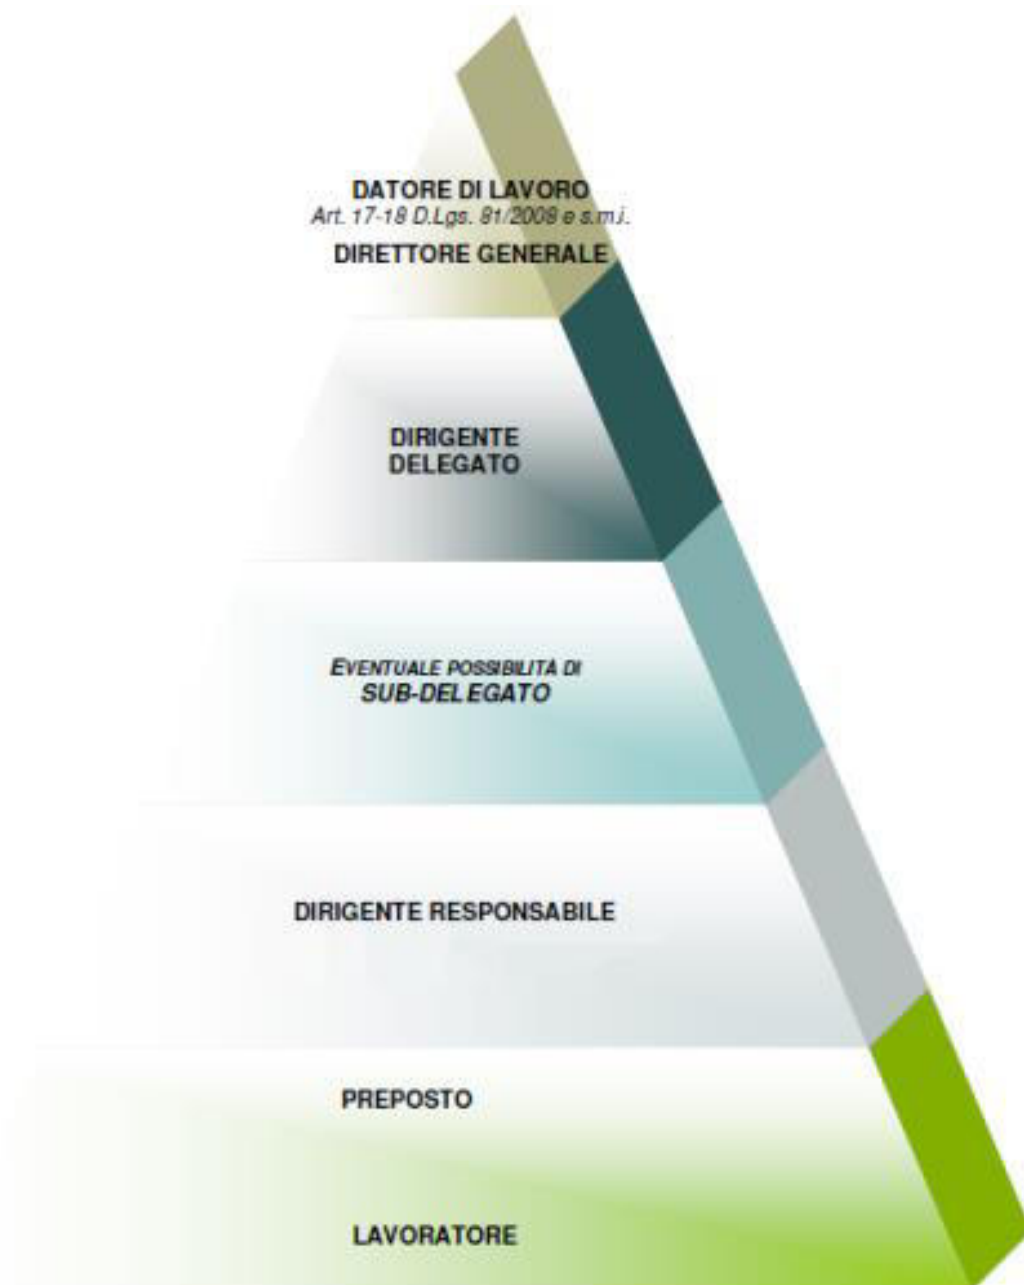 DATORE DI LAVORO
Art. 17-18 D.Lgs. 81/2008 e s.m.i.
DIRETTORE GENERALE
DIRIGENTE
DELEGATO
EVENTUALE POSSIBILITÀ DI
SUB-DELEGATO
DIRIGENTE RESPONSABILE
PREPOSTO
LAVORATORE